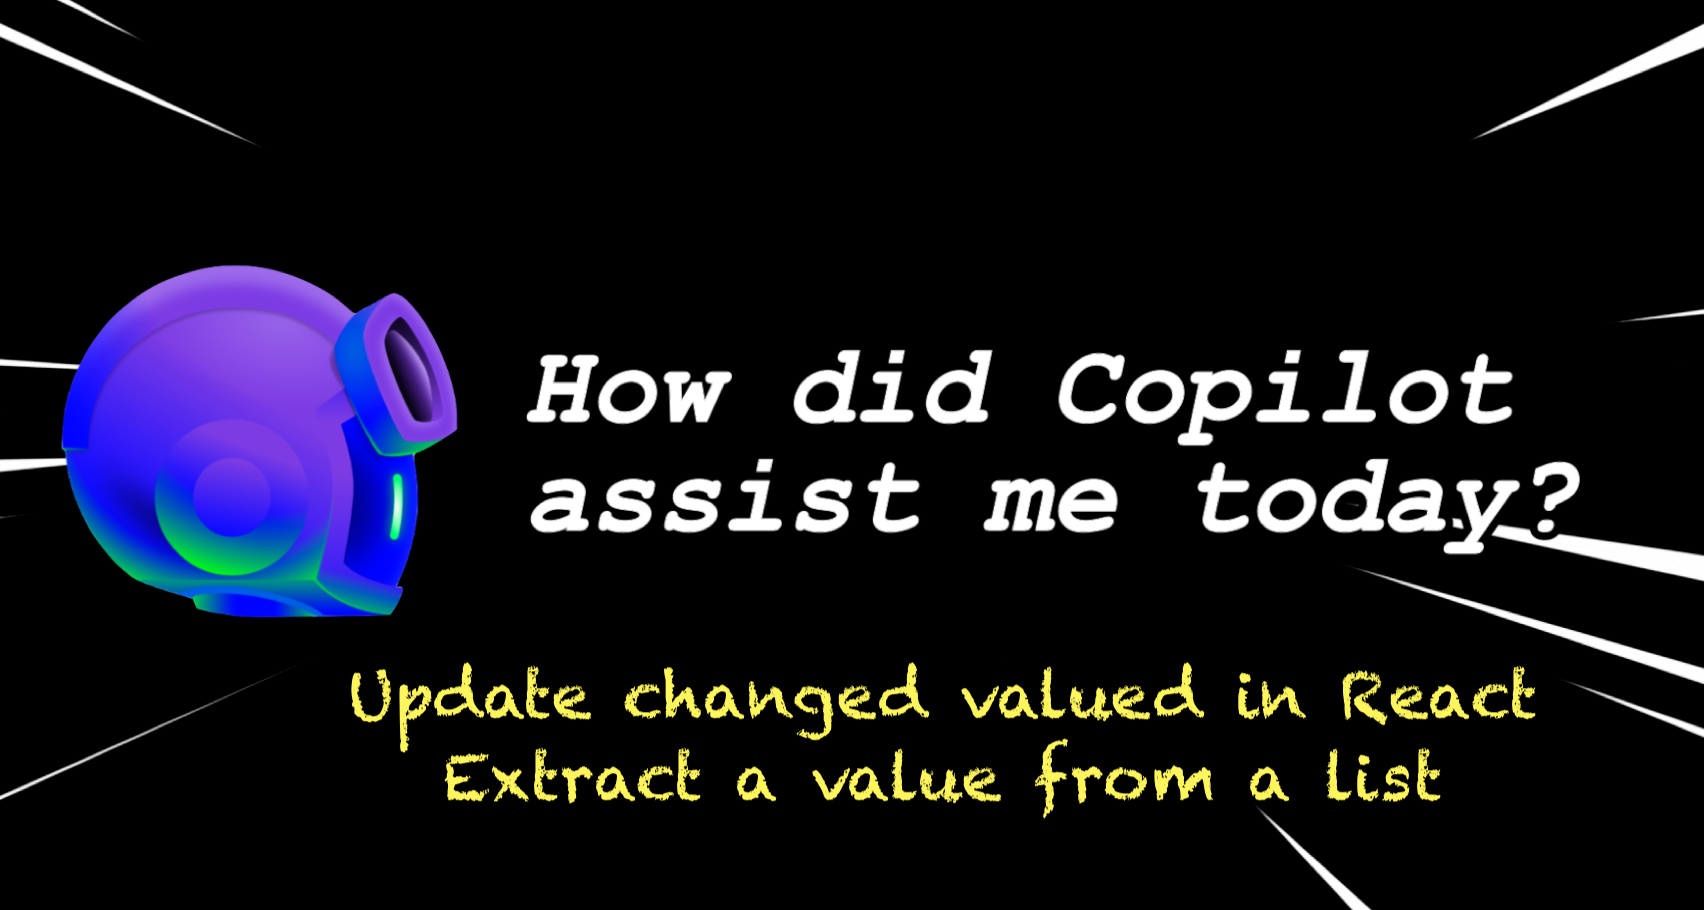 How did Copilot
assist me today?
Update changed valued in React
Extract a value from a list